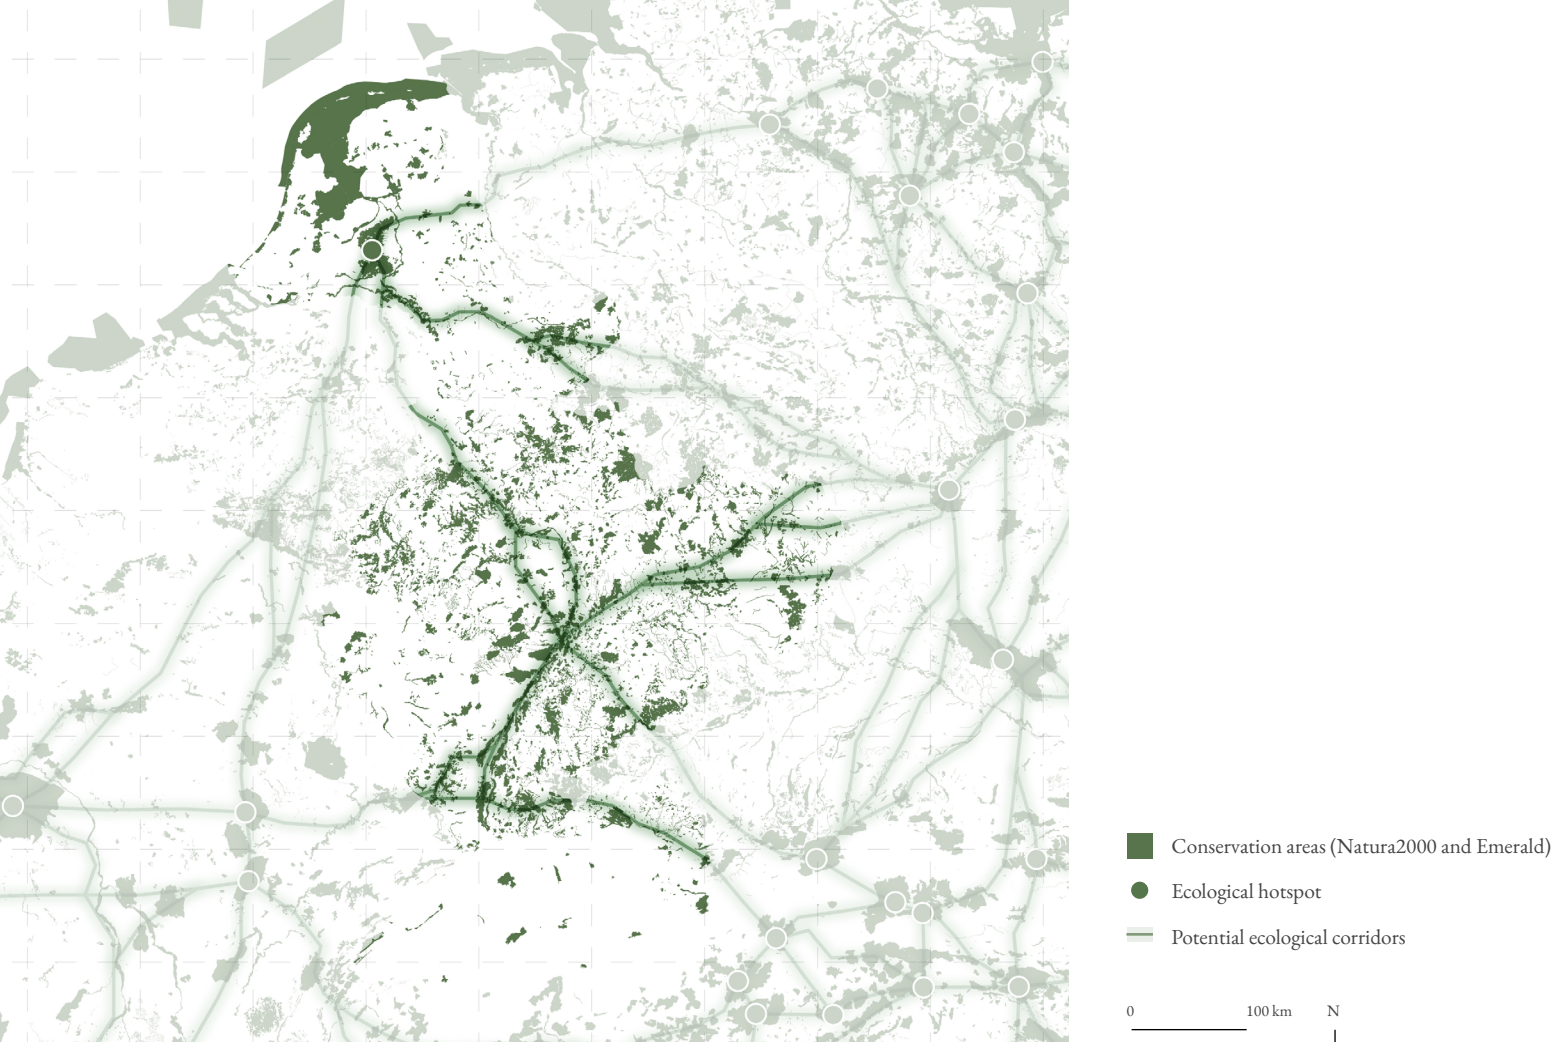 Conservation areas (Natura2000 and Emerald)
Ecological hotspot
Potential ecological corridors
0 100 km N